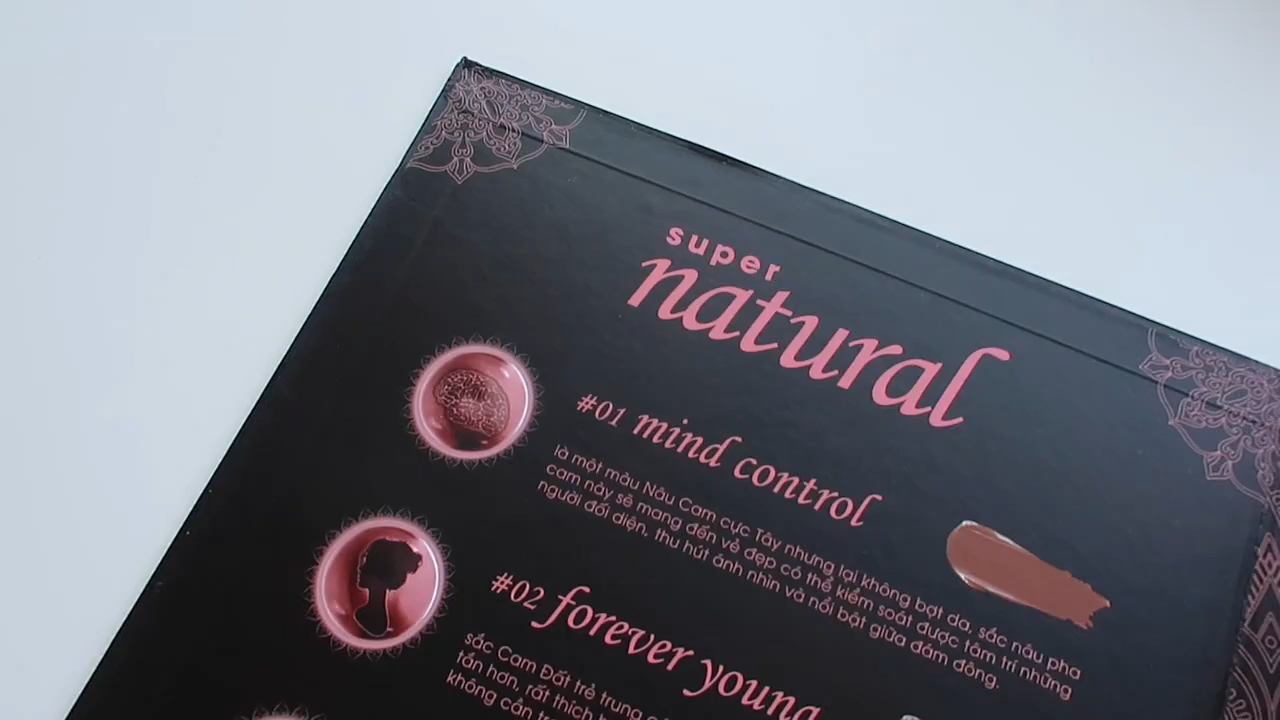 super
natural
#01 mind control
là một màu Nâu Cam cực Tây nhưng lại không bợt da, sắc nâu pha
cam này sẽ mang đến vẻ đẹp có thể kiểm soát được tâm trí những
người đối diện, thu hút ánh nhìn và nổi bật giữa đám đông.
#02 forever young
sắc Cam Đất trẻ trung
tắn hơn, rất thích
không cần